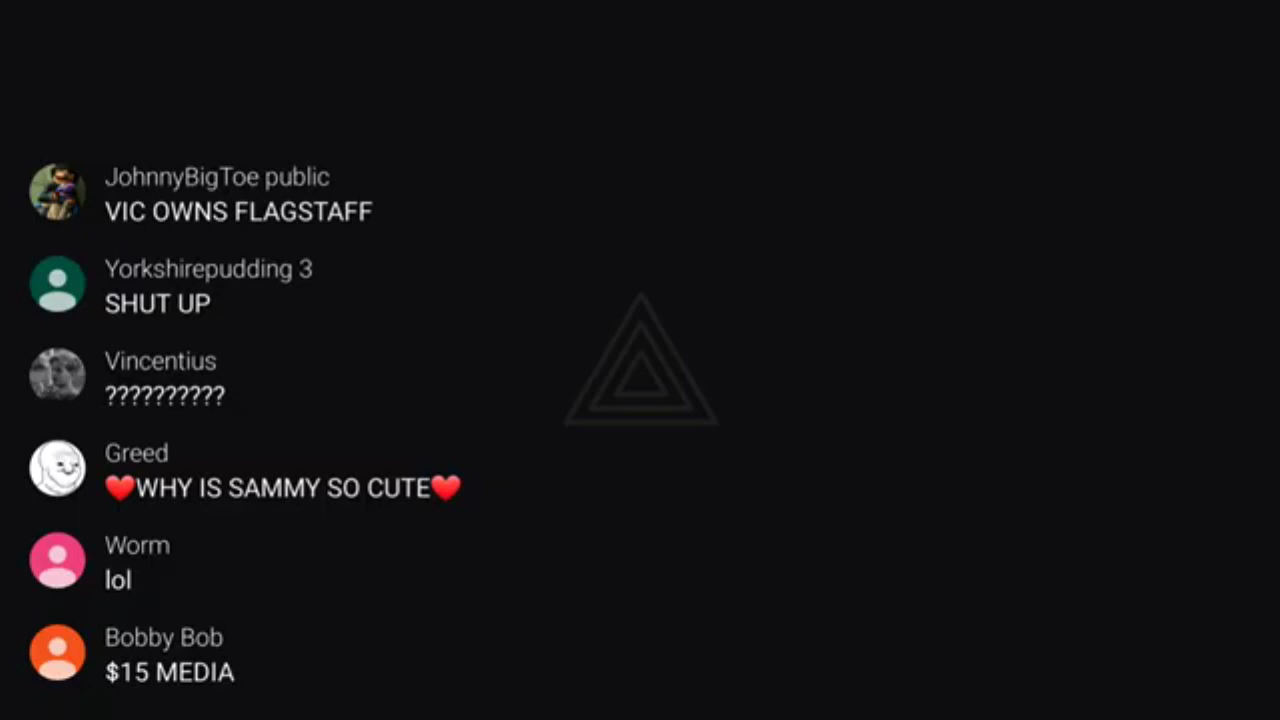 JohnnyBigToe public
VIC OWNS FLAGSTAFF
Yorkshirepudding 3
SHUT UP
Vincentius
??????????
Greed
❤️WHY IS SAMMY SO CUTE❤️
Worm
lol
Bobby Bob
$15 MEDIA